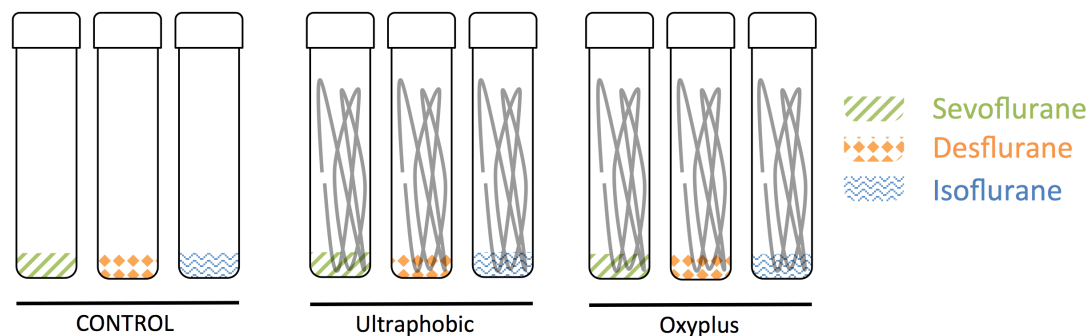 Sevoflurane
Desflurane
Isoflurane
CONTROL
Ultraphobic
Oxyplus